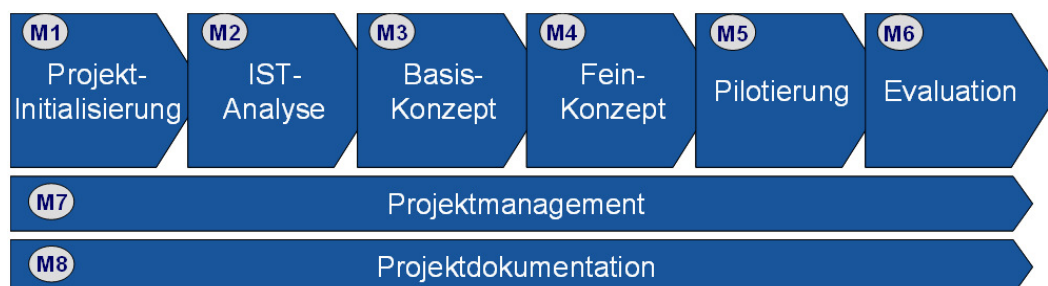 M1
Projekt-
Initialisierung
M2
IST-
Analyse
M3
Basis-
Konzept
M4
Fein-
Konzept
M5
Pilotierung
M6
Evaluation
M7
Projektmanagement
M8
Projektdokumentation